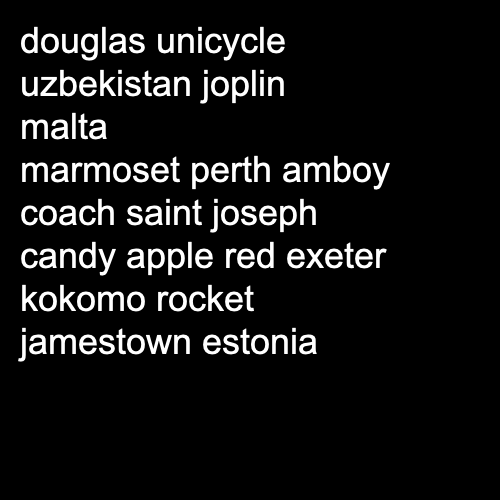 douglas unicycle
uzbekistan joplin
malta
marmoset perth amboy
coach saint joseph
candy apple red exeter
kokomo rocket
jamestown estonia